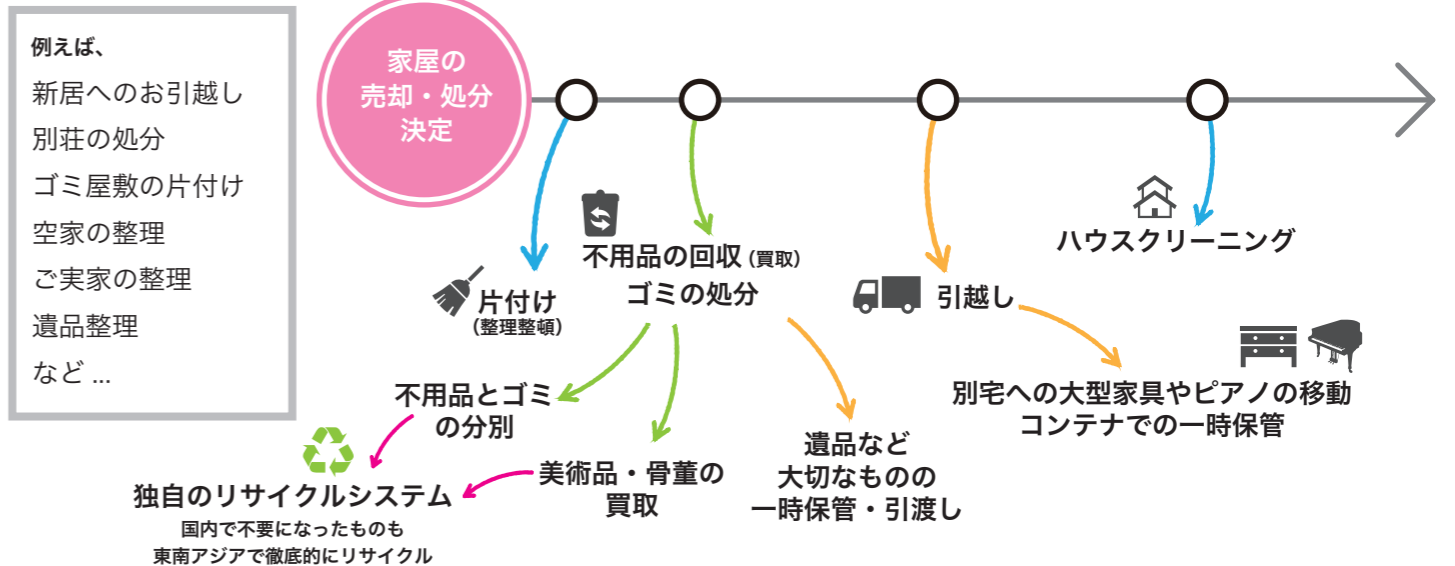 例えば、
新居へのお引越し
別荘の処分
ゴミ屋敷の片付け
空家の整理
ご実家の整理
遺品整理
など ...
家屋の
売却・処分
決定
片付け
(整理整頓)
不用品の回収 (買取)
ゴミの処分
引越し
ハウスクリーニング
不用品とゴミ
の分別
美術品・骨董の
買取
遺品など
大切なものの
一時保管・引渡し
別宅への大型家具やピアノの移動
コンテナでの一時保管
独自のリサイクルシステム
国内で不要になったものも
東南アジアで徹底的にリサイクル